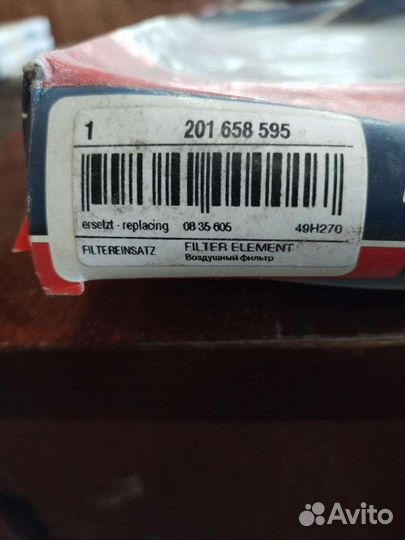 1 201 658 595
ersetzt - replacing 08 35 605 49H270
FILTEREINSATZ FILTER ELEMENT
Воздушный фильтр
Avito